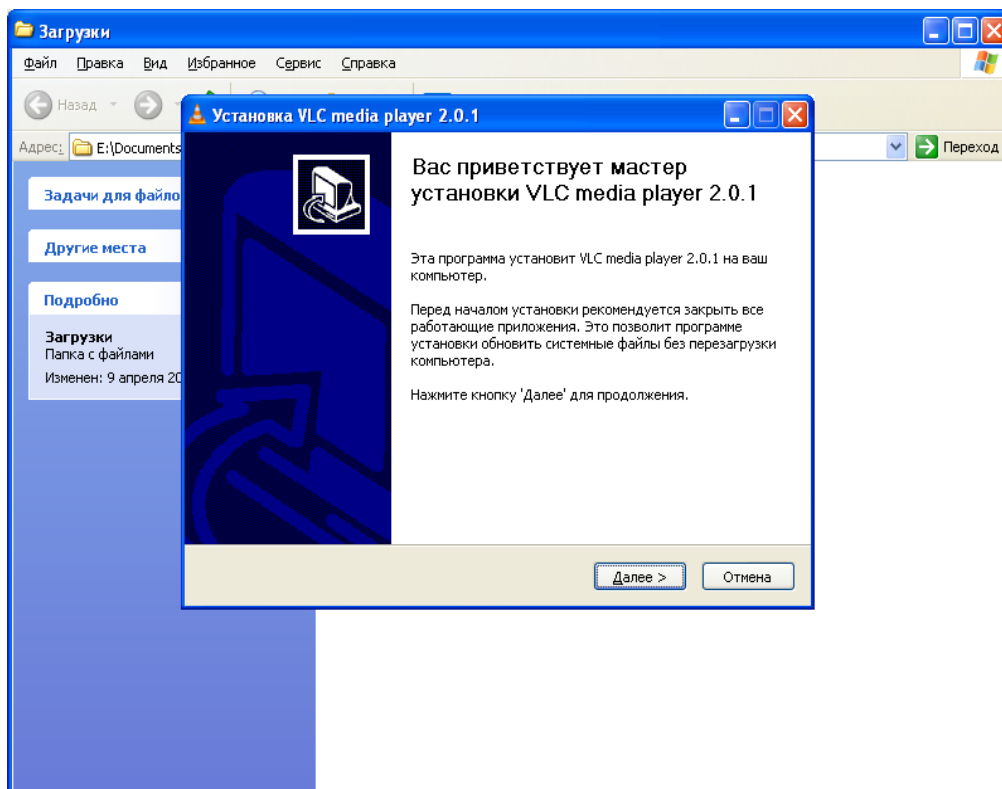 Загрузки
Файл Правка Вид Избранное Сервис Справка
Назад
Адрес: E:\Documents
Переход
Задачи для файло
Другие места
Подробно
Загрузки
Папка с файлами
Изменен: 9 апреля 20
Установка VLC media player 2.0.1
Вас приветствует мастер
установки VLC media player 2.0.1
Эта программа установит VLC media player 2.0.1 на ваш
компьютер.
Перед началом установки рекомендуется закрыть все
работающие приложения. Это позволит программе
установки обновить системные файлы без перезагрузки
компьютера.
Нажмите кнопку 'Далее' для продолжения.
Далее >
Отмена